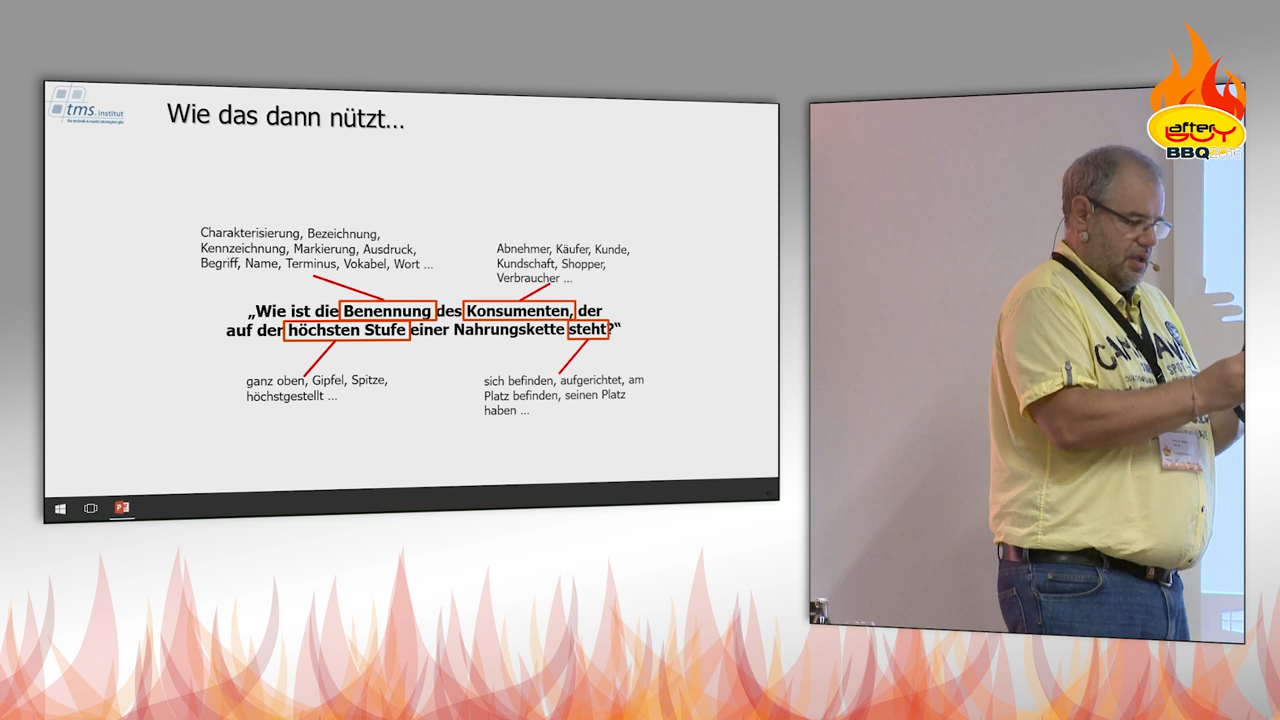 tms. institut
Wie das dann nützt...
Charakterisierung, Bezeichnung,
Kennzeichnung, Markierung, Ausdruck,
Begriff, Name, Terminus, Vokabel, Wort ...
Abnehmer, Käufer, Kunde,
Kundschaft, Shopper,
Verbraucher ...
„Wie ist die Benennung des Konsumenten, der
auf der höchsten Stufe einer Nahrungskette steht?“
ganz oben, Gipfel, Spitze,
höchstgestellt ...
sich befinden, aufgerichtet, am
Platz befinden, seinen Platz
haben ...
after
BUY
BBQ2016